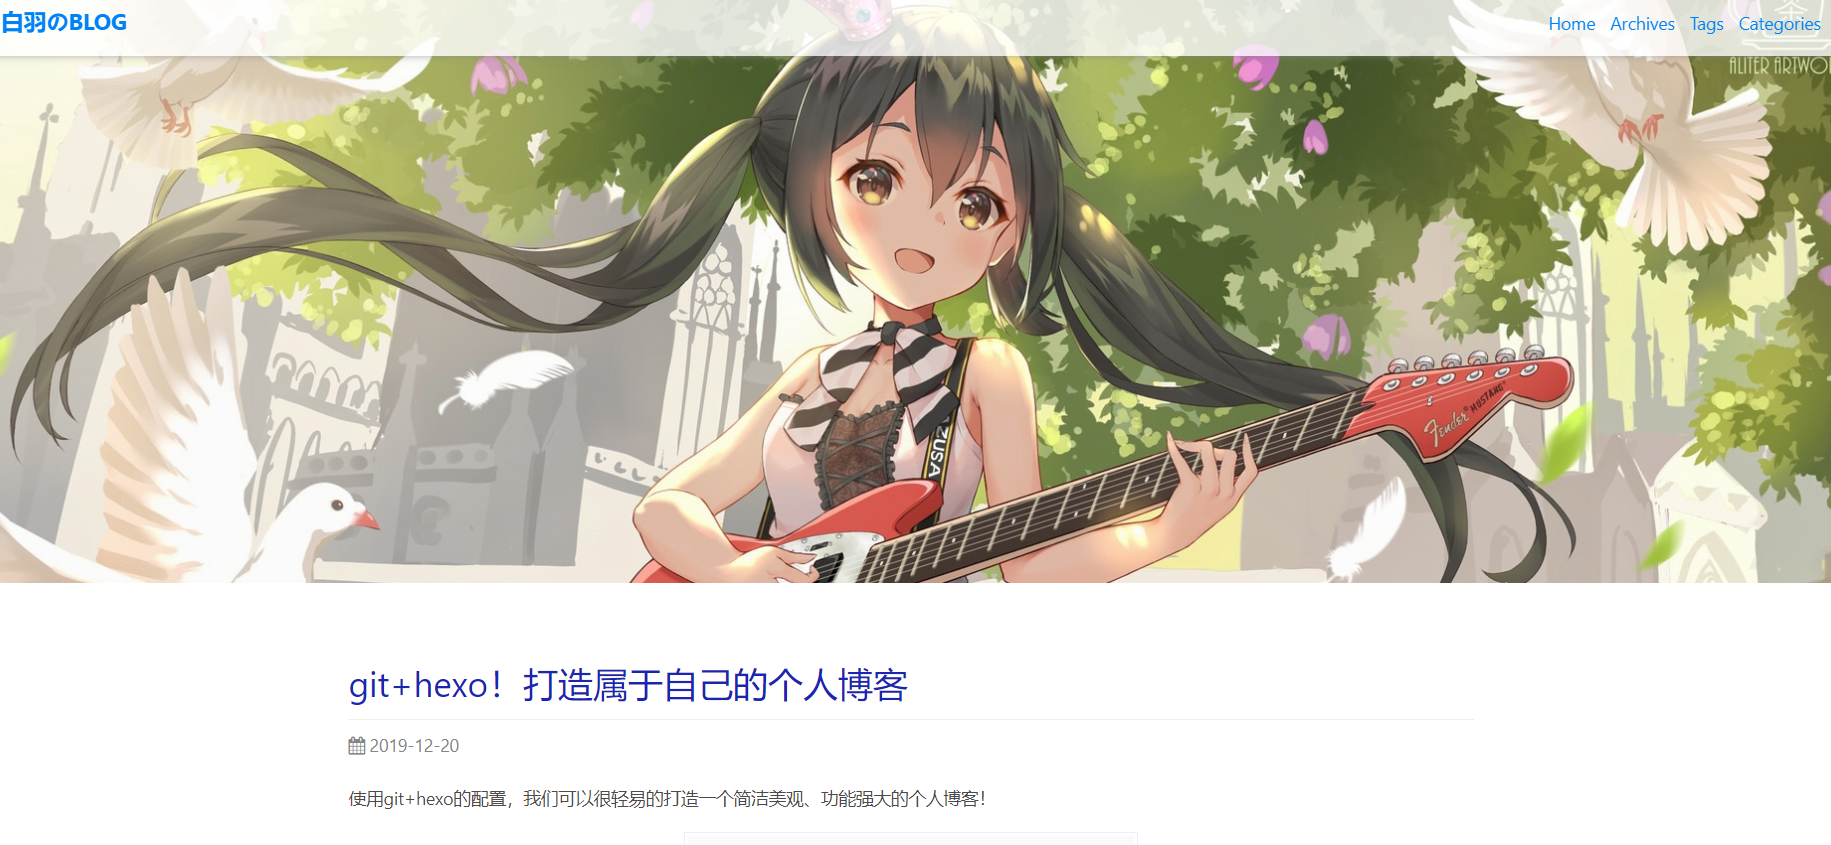 白羽のBLOG
Home Archives Tags Categories
ALITER ARTWO
AZUSA
Fender MUSTANG
git+hexo！打造属于自己的个人博客
2019-12-20
使用git+hexo的配置，我们可以很轻易的打造一个简洁美观、功能强大的个人博客！